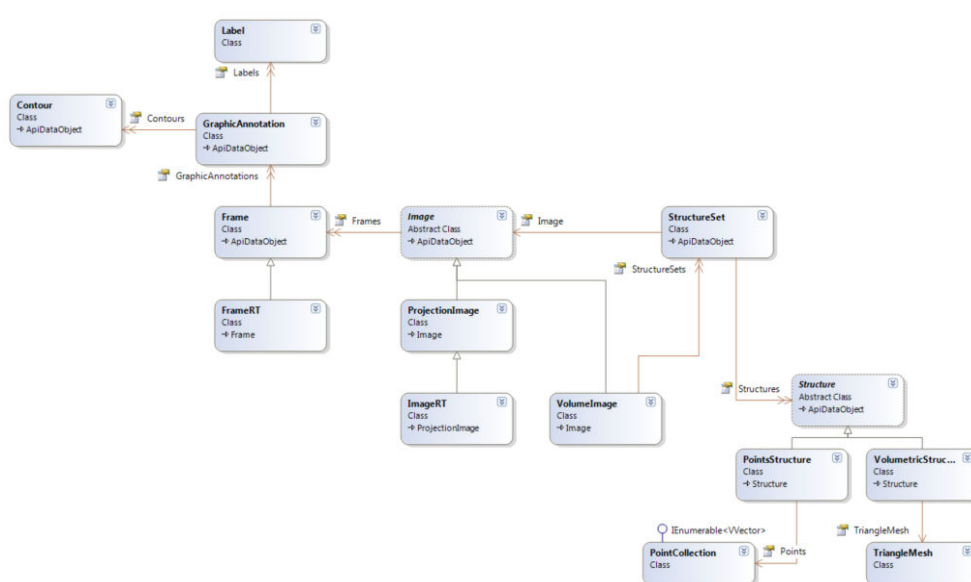 Label
Class
Labels
Contour
Class
ApiDataObject
Contours
GraphicAnnotation
Class
ApiDataObject
GraphicAnnotations
Frame
Class
ApiDataObject
Frames
Image
Abstract Class
ApiDataObject
Image
StructureSet
Class
ApiDataObject
StructureSets
FrameRT
Class
Frame
ProjectionImage
Class
Image
ImageRT
Class
ProjectionImage
VolumeImage
Class
Image
Structures
Structure
Abstract Class
ApiDataObject
PointsStructure
Class
Structure
VolumetricStruc...
Class
Structure
IEnumerable<VVector>
TriangleMesh
PointCollection
Class
Points
TriangleMesh
Class